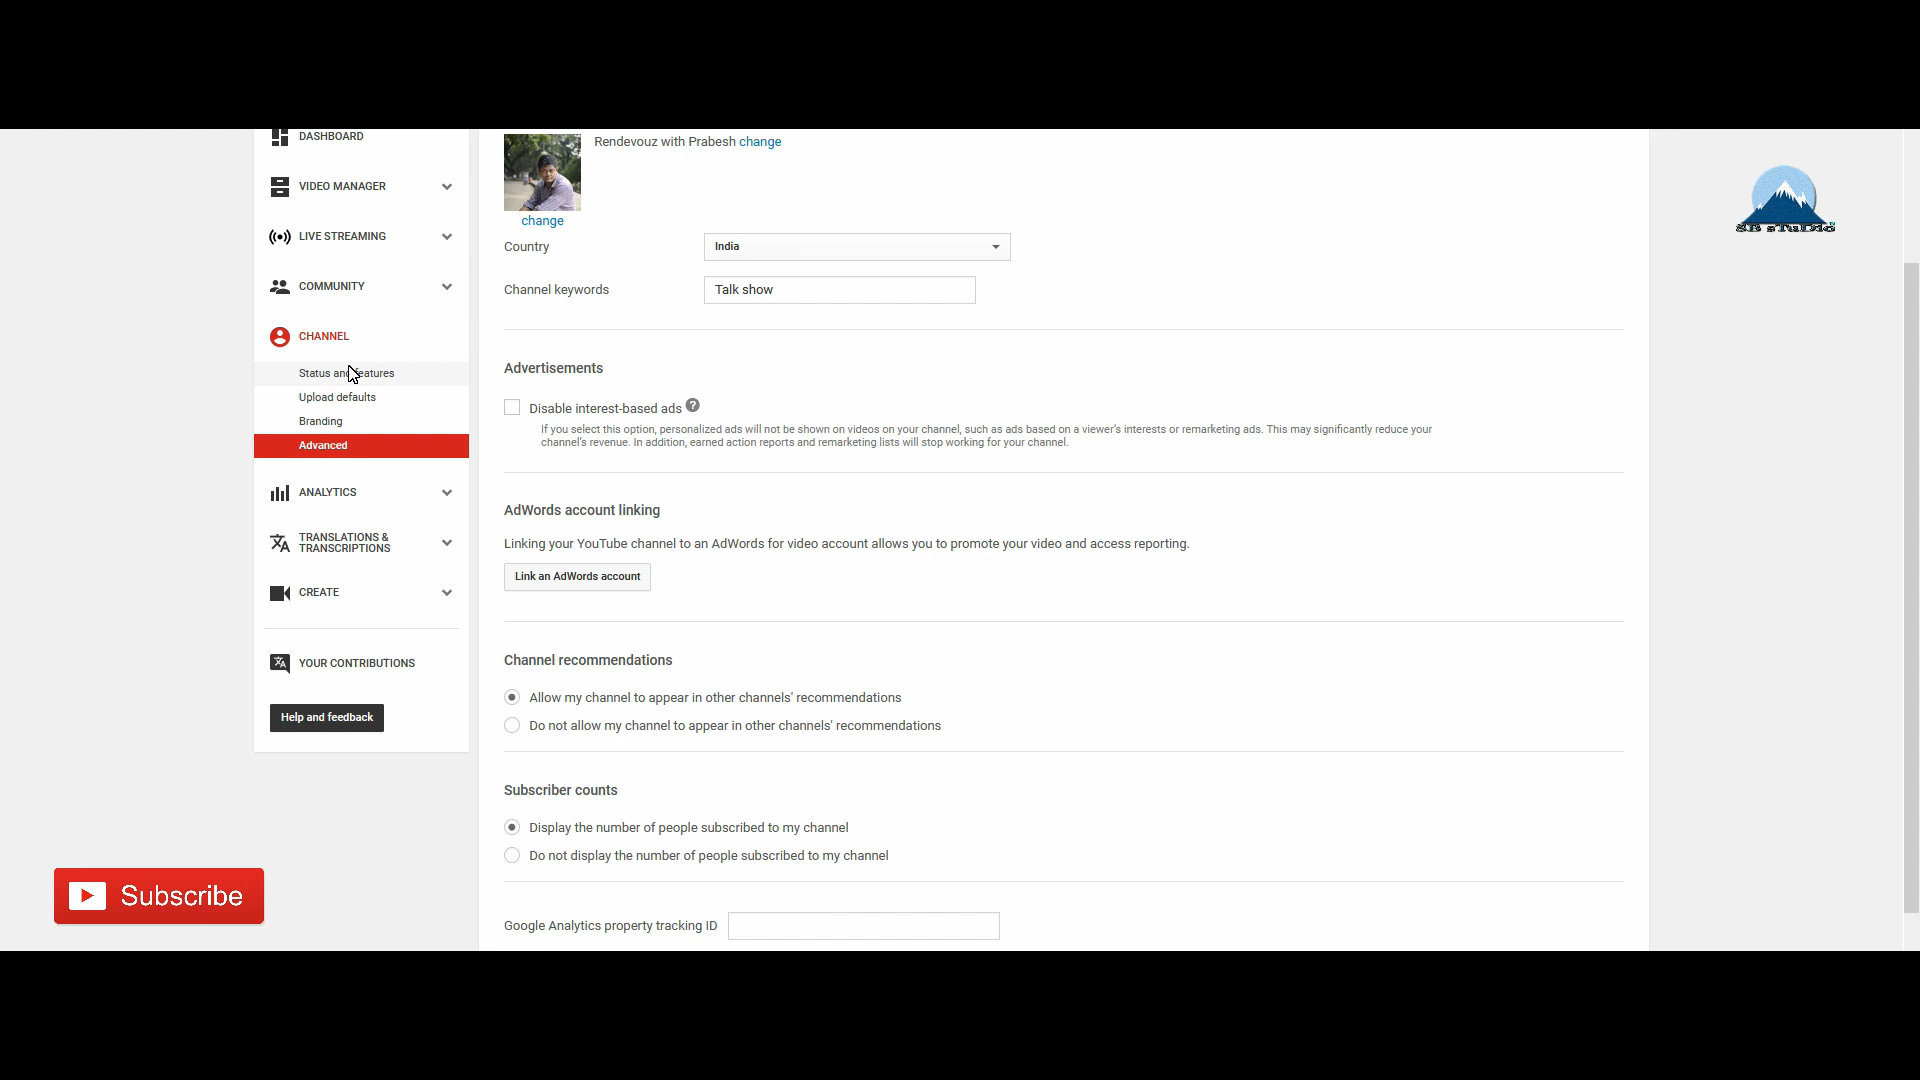 DASHBOARD
VIDEO MANAGER
LIVE STREAMING
COMMUNITY
CHANNEL
Status and features
Upload defaults
Branding
Advanced
ANALYTICS
TRANSLATIONS &
TRANSCRIPTIONS
CREATE
YOUR CONTRIBUTIONS
Help and feedback
Subscribe
Rendevouz with Prabesh change
change
Country
India
Channel keywords
Talk show
Advertisements
Disable interest-based ads ?
If you select this option, personalized ads will not be shown on videos on your channel, such as ads based on a viewer's interests or remarketing ads. This may significantly reduce your
channel's revenue. In addition, earned action reports and remarketing lists will stop working for your channel.
AdWords account linking
Linking your YouTube channel to an AdWords for video account allows you to promote your video and access reporting.
Link an AdWords account
Channel recommendations
Allow my channel to appear in other channels' recommendations
Do not allow my channel to appear in other channels' recommendations
Subscriber counts
Display the number of people subscribed to my channel
Do not display the number of people subscribed to my channel
Google Analytics property tracking ID
SB sTuDIo